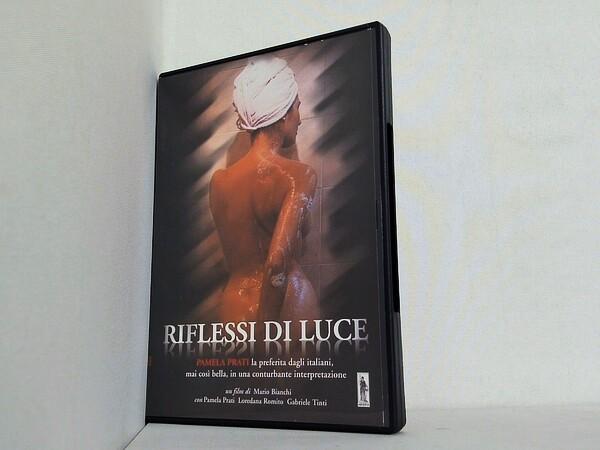 RIFLESSI DI LUCE
PAMELA PRATI la preferita dagli italiani,
mai così bella, in una conturbante interpretazione
un film di Mario Bianchi
con Pamela Prati Loredana Romito Gabriele Tinti